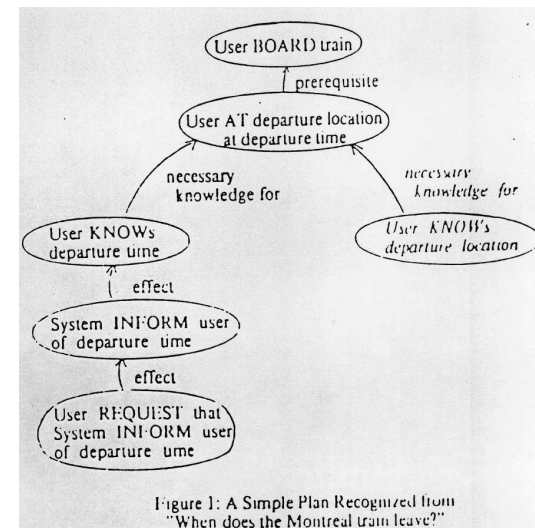 User BOARD train
prerequisite
User AT departure location
at departure time
necessary
knowledge for
necessary
knowledge for
User KNOWs
departure time
User KNOWs
departure location
effect
System INFORM user
of departure time
effect
User REQUEST that
System INFORM user
of departure time
Figure 1: A Simple Plan Recognized from
"When does the Montreal train leave?"